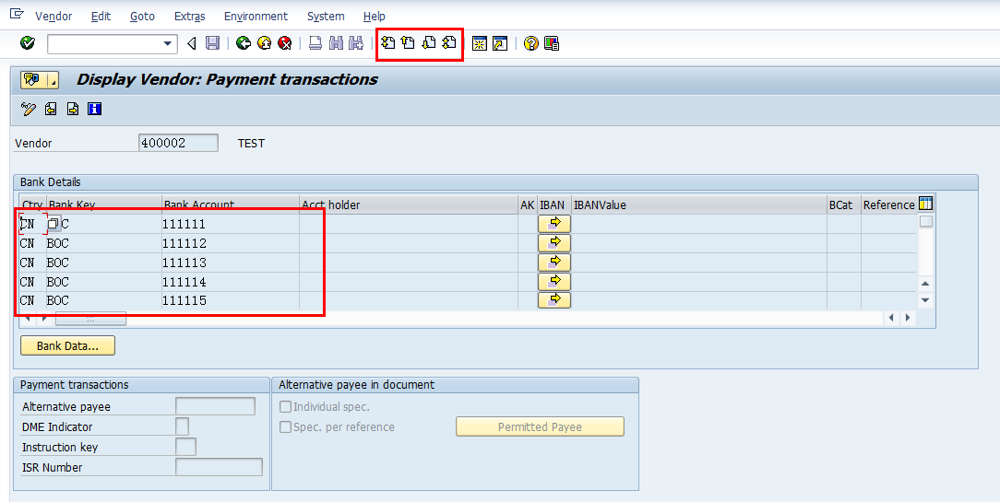 Vendor Edit Goto Extras Environment System Help
Display Vendor: Payment transactions
Vendor 400002 TEST
Bank Details
Ctry Bank Key Bank Account Acct holder AK IBAN IBANValue BCat Reference
CN C 111111
CN BOC 111112
CN BOC 111113
CN BOC 111114
CN BOC 111115
Bank Data...
Payment transactions
Alternative payee
DME Indicator
Instruction key
ISR Number
Alternative payee in document
Individual spec.
Spec. per reference Permitted Payee